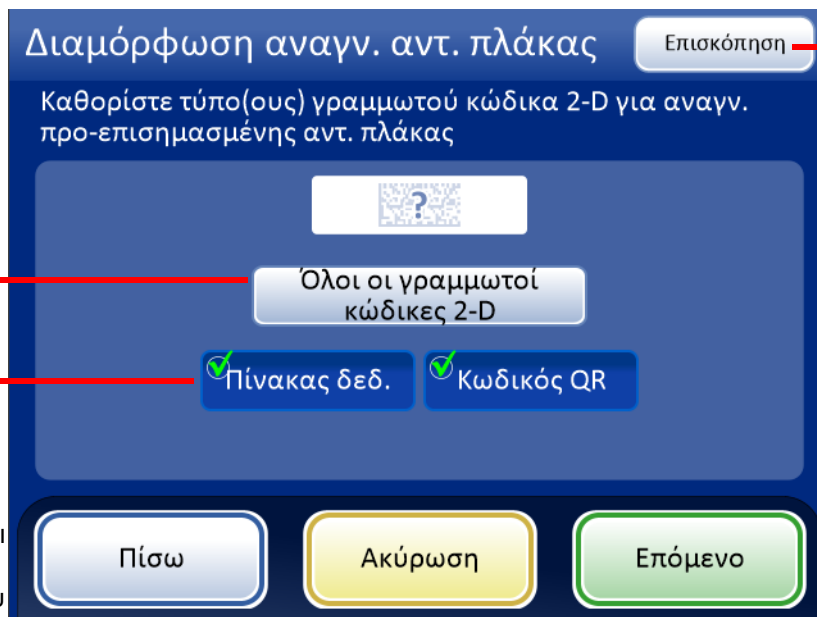 Διαμόρφωση αναγν. αντ. πλάκας
Επισκόπηση
Καθορίστε τύπο(ους) γραμμωτού κώδικα 2-D για αναγν.
προ-επισημασμένης αντ. πλάκας
?
Όλοι οι γραμμωτοί
κώδικες 2-D
Πίνακας δεδ.
Κωδικός QR
Πίσω
Ακύρωση
Επόμενο